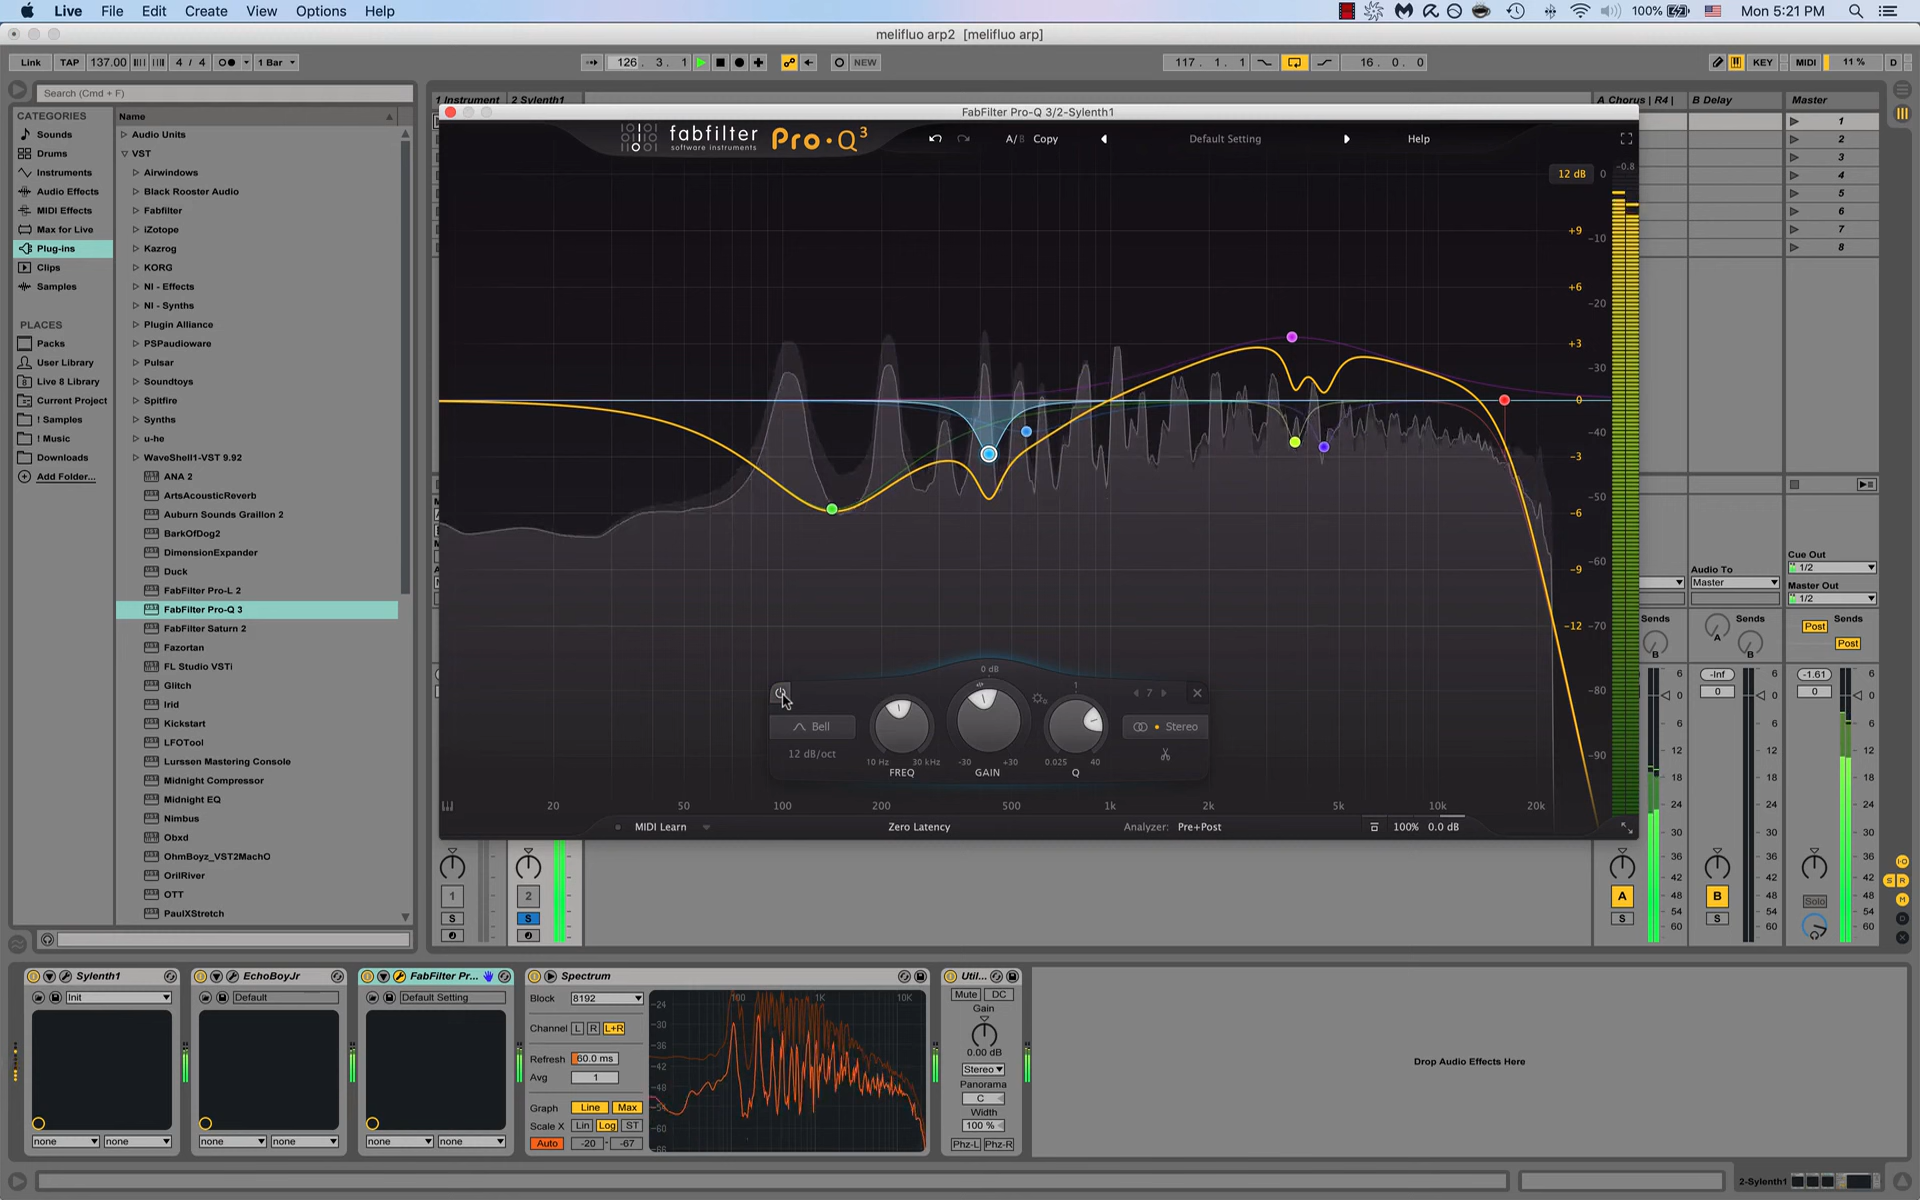 Live File Edit Create View Options Help
100% Mon 5:21 PM
melifluo arp2 [melifluo arp]
Link TAP 137.00 4 / 4 1 Bar
126 . 3 . 1 NEW
117 . 1 . 1 16 . 0 . 0
KEY MIDI 11 % D
Search (Cmd + F)
CATEGORIES
Sounds
Drums
Instruments
Audio Effects
MIDI Effects
Max for Live
Plug-ins
Clips
Samples
PLACES
Packs
User Library
Live 8 Library
Current Project
! Samples
! Music
Downloads
Add Folder...
Name
Audio Units
VST
Airwindows
Black Rooster Audio
Fabfilter
iZotope
Kazrog
KORG
NI - Effects
NI - Synths
Plugin Alliance
PSPaudioware
Pulsar
Soundtoys
Spitfire
Synths
u-he
WaveShell1-VST 9.92
ANA 2
ArtsAcousticReverb
Auburn Sounds Graillon 2
BarkOfDog2
DimensionExpander
Duck
FabFilter Pro-L 2
FabFilter Pro-Q 3
FabFilter Saturn 2
Fazortan
FL Studio VSTi
Glitch
Irid
Kickstart
LFOTool
Lurssen Mastering Console
Midnight Compressor
Midnight EQ
Nimbus
Obxd
OhmBoyz_VST2MachO
OrilRiver
OTT
PaulXStretch
1 Instrument 2 Sylenth1
FabFilter Pro-Q 3/2-Sylenth1
fabfilter
software instruments
Pro·Q3
A/B Copy Default Setting Help
12 dB 0 -0.8
+9 -10
+6 -20
+3 -30
0 -40
-3 -50
-6 -60
-9
-12 -70
-80
-90
0 dB
1
7
Bell
Stereo
12 dB/oct
10 Hz 30 kHz -30 +30 0.025 40
FREQ GAIN Q
20 50 100 200 500 1k 2k 5k 10k 20k
MIDI Learn Zero Latency Analyzer: Pre+Post 100% 0.0 dB
A Chorus | R4 | B Delay Master
1
2
3
4
5
6
7
8
Cue Out
1/2
Audio To
Master
Master Out
1/2
Sends Sends Sends
A B B Post Post
-Inf -1.61
0 0
6 6 6
0 0 0
6 6 6
12 12 12
18 18 18
24 24 24
30 30 30
36 36 36
42 42 42
48 48 48
54 54 54
60 60 60
1 2 A B Solo
S S S S
Sylenth1
Init
none none
EchoBoyJr
Default
none none
FabFilter Pr...
Default Setting
none none
Spectrum
Block 8192
Channel L R L+R
Refresh 60.0 ms
Avg 1
Graph Line Max
Scale X Lin Log ST
Auto -20 - -67
100 1K 10K
-24
-30
-36
-42
-48
-54
-60
-66
Util...
Mute DC
Gain
0.00 dB
Stereo
Panorama
C
Width
100 %
Phz-L Phz-R
Drop Audio Effects Here
2-Sylenth1